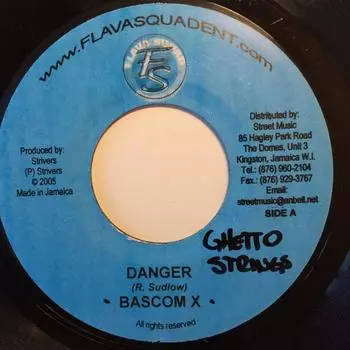 www.FLAVASQUADENT.COM
FLAVA SQUAD
FS
Produced by:
Strivers
(P) Strivers
© 2005
Made in Jamaica
Distributed by:
Street Music
85 Hagley Park Road
The Domes, Unit 3
Kingston, Jamaica W.I.
Tel.: (876) 960-2104
Fax.: (876) 929-3767
Email:
streetmusic@anbell.net
SIDE A
GHETTO
STRINGS
DANGER
(R. Sudlow)
• BASCOM X •
All rights reserved